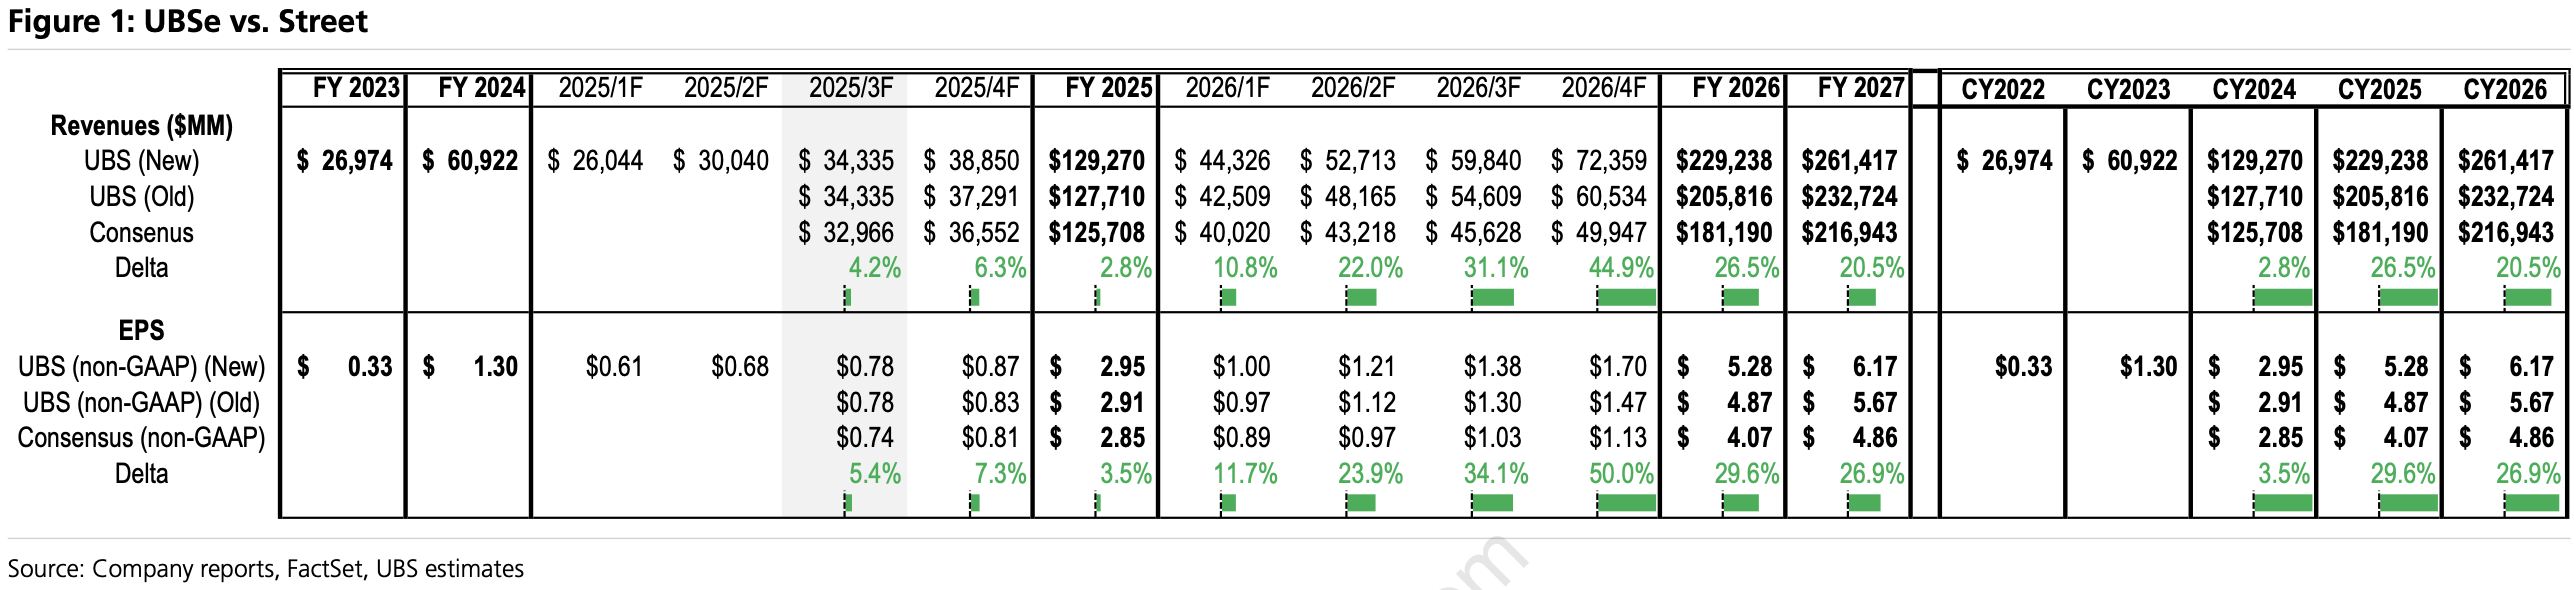 Figure 1: UBSe vs. Street
FY 2023 FY 2024 2025/1F 2025/2F 2025/3F 2025/4F FY 2025 2026/1F 2026/2F 2026/3F 2026/4F FY 2026 FY 2027 CY2022 CY2023 CY2024 CY2025 CY2026
Revenues ($MM)
UBS (New) $ 26,974 $ 60,922 $ 26,044 $ 30,040 $ 34,335 $ 38,850 $129,270 $ 44,326 $ 52,713 $ 59,840 $ 72,359 $229,238 $261,417 $ 26,974 $ 60,922 $129,270 $229,238 $261,417
UBS (Old) $ 34,335 $ 37,291 $127,710 $ 42,509 $ 48,165 $ 54,609 $ 60,534 $205,816 $232,724 $127,710 $205,816 $232,724
Consenus $ 32,966 $ 36,552 $125,708 $ 40,020 $ 43,218 $ 45,628 $ 49,947 $181,190 $216,943 $125,708 $181,190 $216,943
Delta 4.2% 6.3% 2.8% 10.8% 22.0% 31.1% 44.9% 26.5% 20.5% 2.8% 26.5% 20.5%
EPS
UBS (non-GAAP) (New) $ 0.33 $ 1.30 $0.61 $0.68 $0.78 $0.87 $ 2.95 $1.00 $1.21 $1.38 $1.70 $ 5.28 $ 6.17 $0.33 $1.30 $ 2.95 $ 5.28 $ 6.17
UBS (non-GAAP) (Old) $0.78 $0.83 $ 2.91 $0.97 $1.12 $1.30 $1.47 $ 4.87 $ 5.67 $ 2.91 $ 4.87 $ 5.67
Consensus (non-GAAP) $0.74 $0.81 $ 2.85 $0.89 $0.97 $1.03 $1.13 $ 4.07 $ 4.86 $ 2.85 $ 4.07 $ 4.86
Delta 5.4% 7.3% 3.5% 11.7% 23.9% 34.1% 50.0% 29.6% 26.9% 3.5% 29.6% 26.9%
Source: Company reports, FactSet, UBS estimates